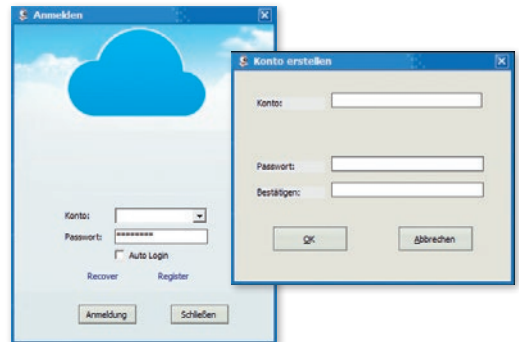 Anmelden
Konto:
Passwort: ********
Auto Login
Recover Register
Anmeldung Schließen
Konto erstellen
Konto:
Passwort:
Bestätigen:
OK Abbrechen